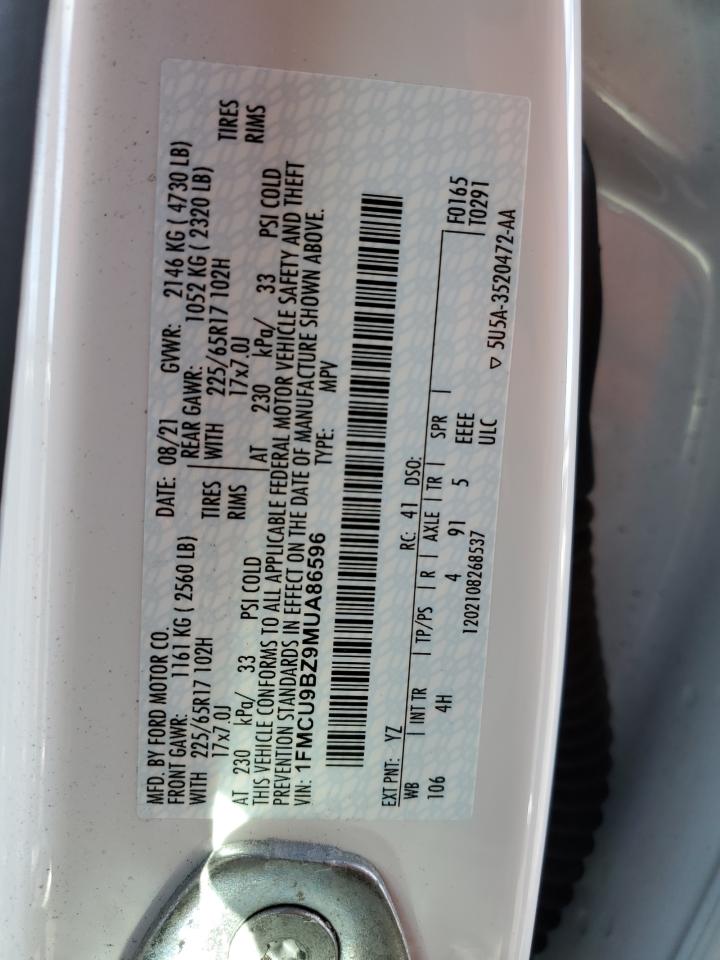 MFD. BY FORD MOTOR CO.
DATE: 08/21 GVWR: 2146 KG ( 4730 LB)
FRONT GAWR: 1161 KG ( 2560 LB) REAR GAWR: 1052 KG ( 2320 LB)
WITH 225/65R17 102H TIRES WITH 225/65R17 102H TIRES
17x7.0J RIMS 17x7.0J RIMS
AT 230 kPa/ 33 PSI COLD AT 230 kPa/ 33 PSI COLD
THIS VEHICLE CONFORMS TO ALL APPLICABLE FEDERAL MOTOR VEHICLE SAFETY AND THEFT
PREVENTION STANDARDS IN EFFECT ON THE DATE OF MANUFACTURE SHOWN ABOVE.
VIN: 1FMCU9BZ9MUA86596 TYPE: MPV
EXT PNT: YZ RC: 41 DSO: F0165
WB INT TR TP/PS R AXLE TR SPR T0291
106 4H 4 91 5 EEEE
1202108268537 ULC ▽ 5U5A-3520472-AA